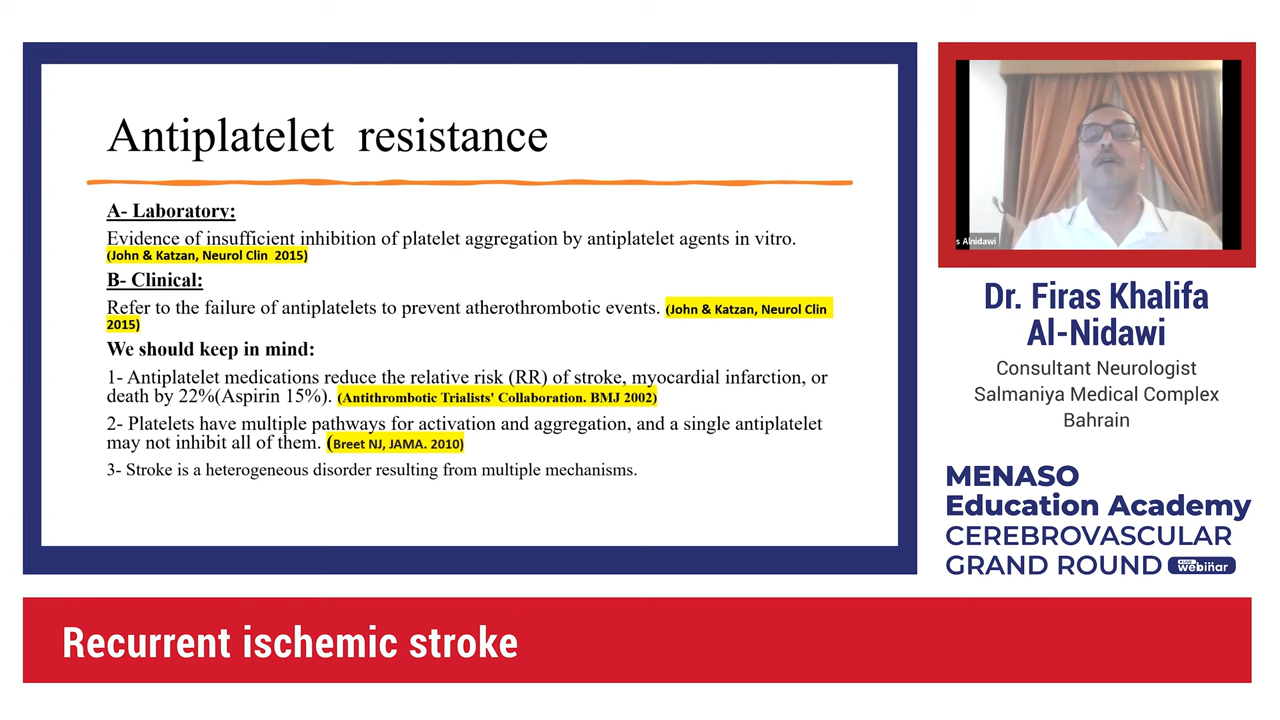 Antiplatelet resistance
A- Laboratory:
Evidence of insufficient inhibition of platelet aggregation by antiplatelet agents in vitro.
(John & Katzan, Neurol Clin 2015)
B- Clinical:
Refer to the failure of antiplatelets to prevent atherothrombotic events. (John & Katzan, Neurol Clin
2015)
We should keep in mind:
1- Antiplatelet medications reduce the relative risk (RR) of stroke, myocardial infarction, or
death by 22%(Aspirin 15%). (Antithrombotic Trialists' Collaboration. BMJ 2002)
2- Platelets have multiple pathways for activation and aggregation, and a single antiplatelet
may not inhibit all of them. (Breet NJ, JAMA. 2010)
3- Stroke is a heterogeneous disorder resulting from multiple mechanisms.
s Alnidawi
Dr. Firas Khalifa
Al-Nidawi
Consultant Neurologist
Salmaniya Medical Complex
Bahrain
MENASO
Education Academy
CEREBROVASCULAR
GRAND ROUND webinar
Recurrent ischemic stroke